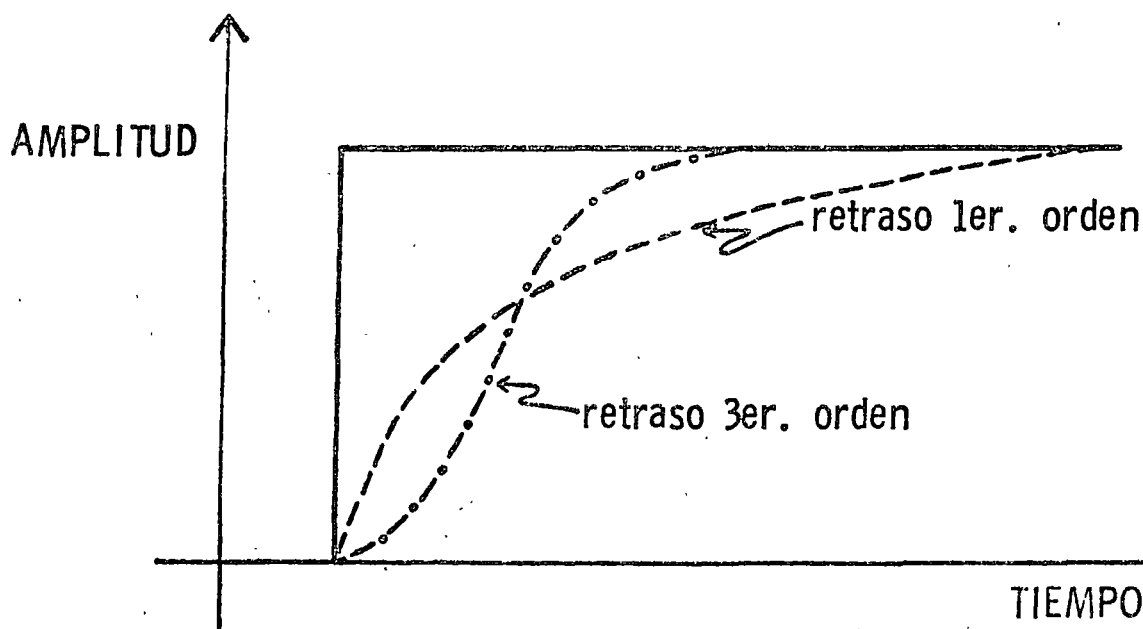 AMPLITUD
retraso 1er. orden
retraso 3er. orden
TIEMPO